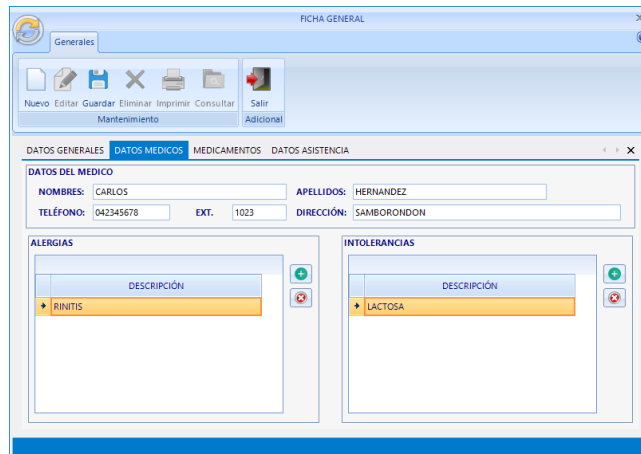 FICHA GENERAL
Generales
Nuevo Editar Guardar Eliminar Imprimir Consultar Salir
Mantenimiento Adicional
DATOS GENERALES DATOS MEDICOS MEDICAMENTOS DATOS ASISTENCIA
DATOS DEL MEDICO
NOMBRES: CARLOS APELLIDOS: HERNANDEZ
TELÉFONO: 042345678 EXT. 1023 DIRECCIÓN: SAMBORONDON
ALERGIAS INTOLERANCIAS
DESCRIPCIÓN DESCRIPCIÓN
RINITIS LACTOSA